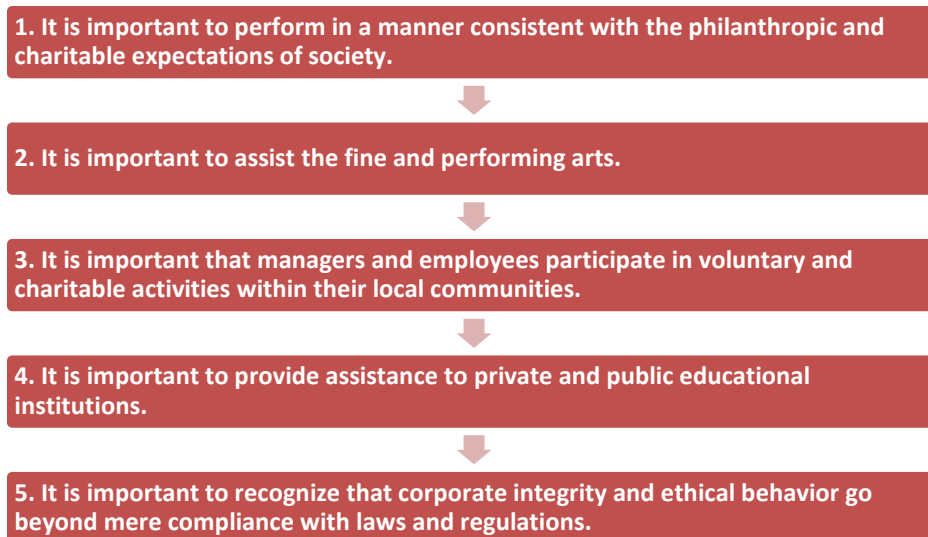 1. It is important to perform in a manner consistent with the philanthropic and
charitable expectations of society.
2. It is important to assist the fine and performing arts.
3. It is important that managers and employees participate in voluntary and
charitable activities within their local communities.
4. It is important to provide assistance to private and public educational
institutions.
5. It is important to recognize that corporate integrity and ethical behavior go
beyond mere compliance with laws and regulations.